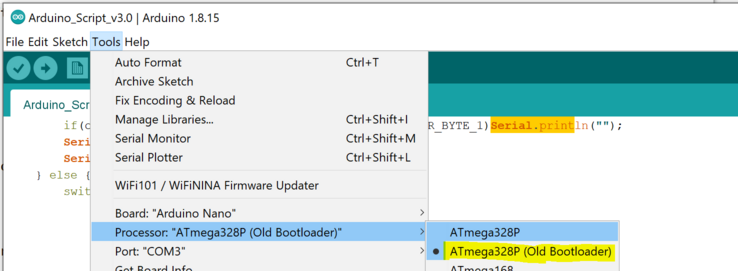 Arduino_Script_v3.0 | Arduino 1.8.15
File Edit Sketch Tools Help
Auto Format Ctrl+T
Archive Sketch
Fix Encoding & Reload
Manage Libraries... Ctrl+Shift+I
Serial Monitor Ctrl+Shift+M
Serial Plotter Ctrl+Shift+L
WiFi101 / WiFiNINA Firmware Updater
Board: "Arduino Nano"
Processor: "ATmega328P (Old Bootloader)"
Port: "COM3"
Get Board Info
Arduino_Scr
if(c R_BYTE_1)Serial.println("");
Seri
Seri
} else {
swit
ATmega328P
ATmega328P (Old Bootloader)
ATmega168